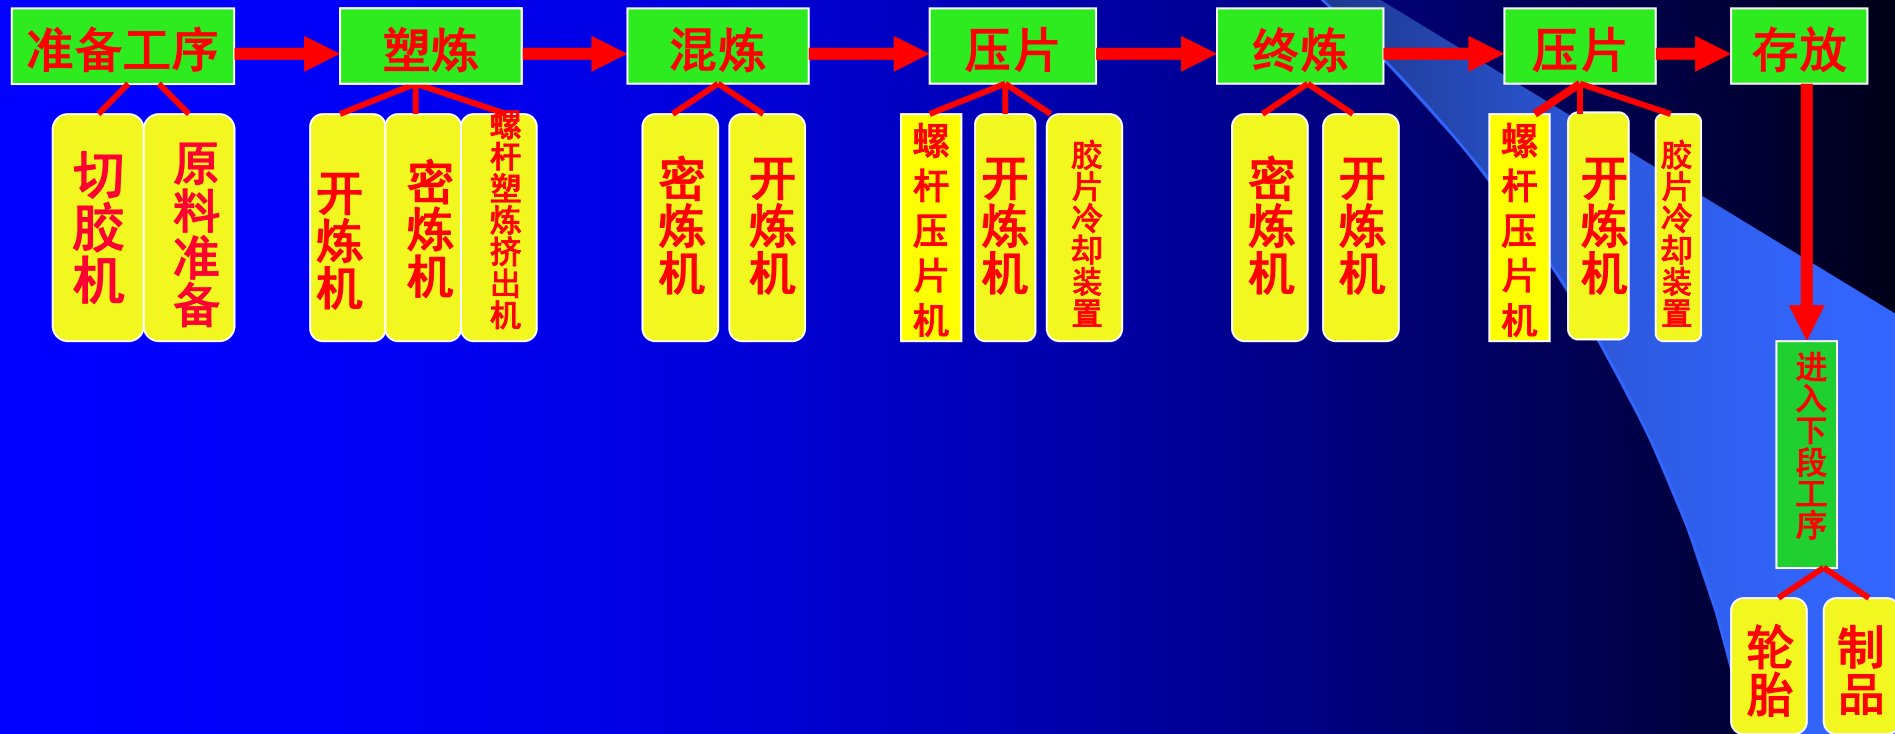 准备工序
塑炼
混炼
压片
终炼
压片
存放
切胶机
原料准备
开炼机
密炼机
螺杆塑炼挤出机
密炼机
开炼机
螺杆压片机
开炼机
胶片冷却装置
密炼机
开炼机
螺杆压片机
开炼机
胶片冷却装置
进入下段工序
轮胎
制品